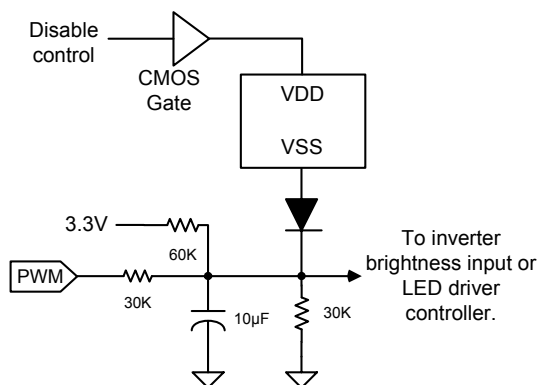 Disable
control
CMOS
Gate
VDD
VSS
3.3V
60K
PWM
30K
10µF
30K
To inverter
brightness input or
LED driver
controller.